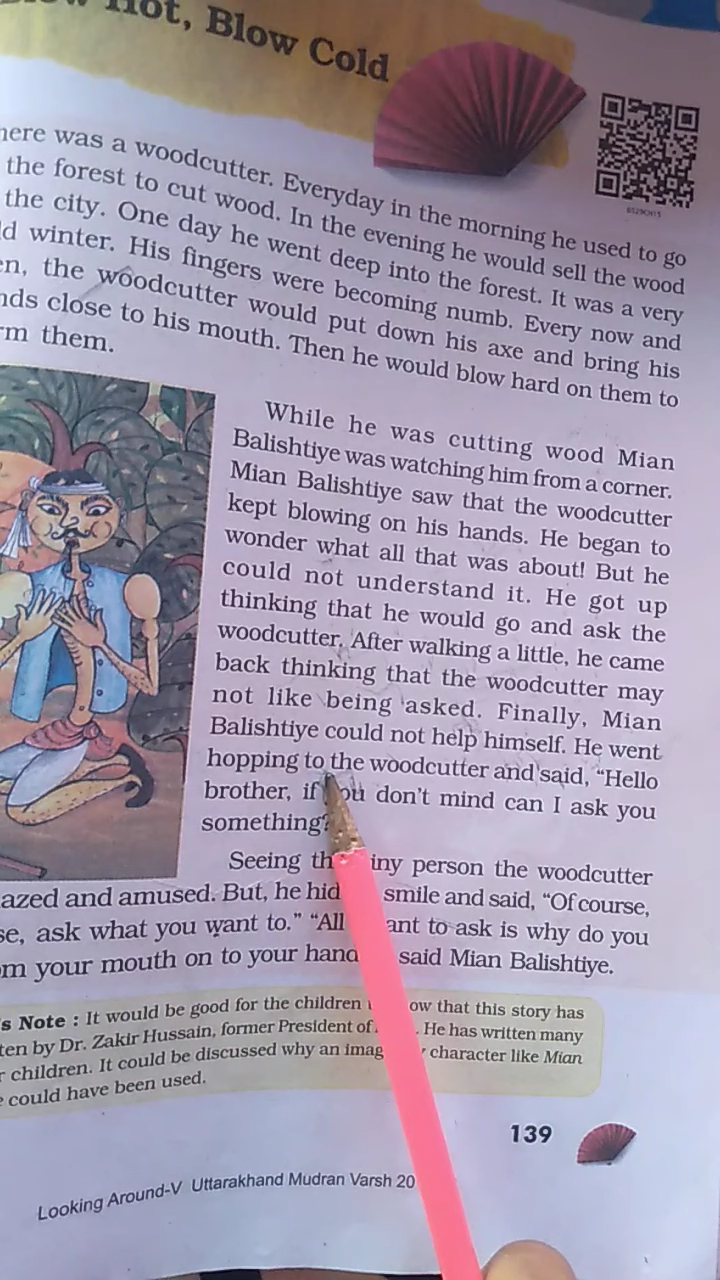 Hot, Blow Cold
here was a woodcutter. Everyday in the morning he used to go
the forest to cut wood. In the evening he would sell the wood
the city. One day he went deep into the forest. It was a very
ld winter. His fingers were becoming numb. Every now and
en, the woodcutter would put down his axe and bring his
nds close to his mouth. Then he would blow hard on them to
rm them.
While he was cutting wood Mian
Balishtiye was watching him from a corner.
Mian Balishtiye saw that the woodcutter
kept blowing on his hands. He began to
wonder what all that was about! But he
could not understand it. He got up
thinking that he would go and ask the
woodcutter. After walking a little, he came
back thinking that the woodcutter may
not like being asked. Finally, Mian
Balishtiye could not help himself. He went
hopping to the woodcutter and said, “Hello
brother, if you don’t mind can I ask you
something?
Seeing th iny person the woodcutter
azed and amused. But, he hid smile and said, “Of course,
se, ask what you want to.” “All ant to ask is why do you
om your mouth on to your hand said Mian Balishtiye.
’s Note : It would be good for the children ow that this story has
ten by Dr. Zakir Hussain, former President of He has written many
r children. It could be discussed why an imag character like Mian
e could have been used.
139
Looking Around-V Uttarakhand Mudran Varsh 20